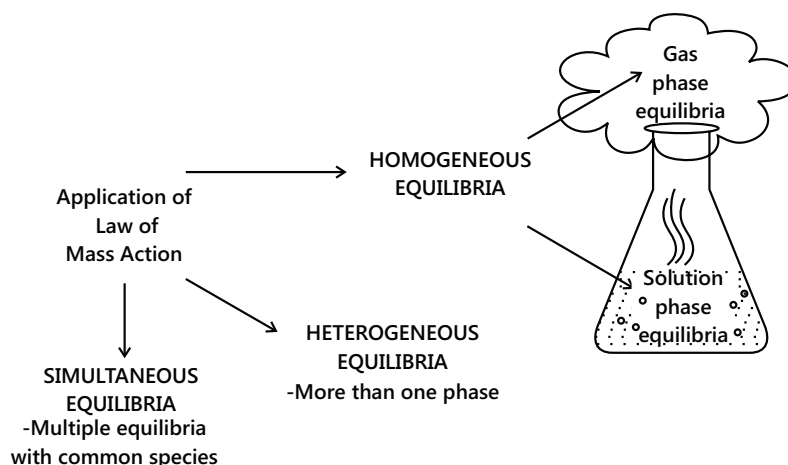 Gas
phase
equilibria
HOMOGENEOUS
EQUILIBRIA
Application of
Law of
Mass Action
Solution
phase
equilibria
HETEROGENEOUS
EQUILIBRIA
-More than one phase
SIMULTANEOUS
EQUILIBRIA
-Multiple equilibria
with common species